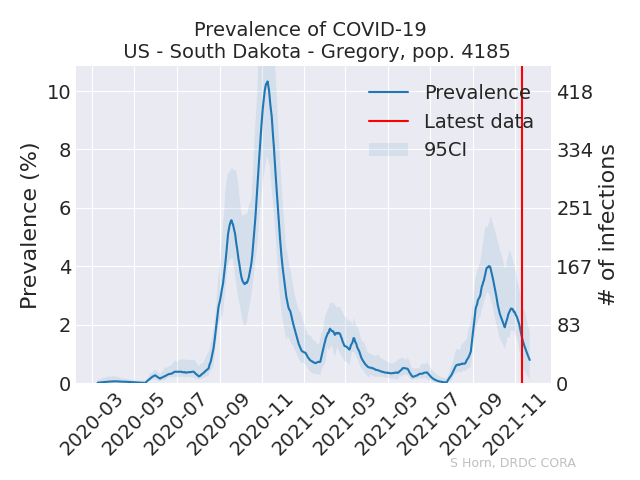 Prevalence of COVID-19
US - South Dakota - Gregory, pop. 4185
Prevalence (%)
10
8
6
4
2
0
Prevalence
Latest data
95CI
418
334
251
167
83
0
# of infections
2020-03
2020-05
2020-07
2020-09
2020-11
2021-01
2021-03
2021-05
2021-07
2021-09
2021-11
S Horn, DRDC CORA